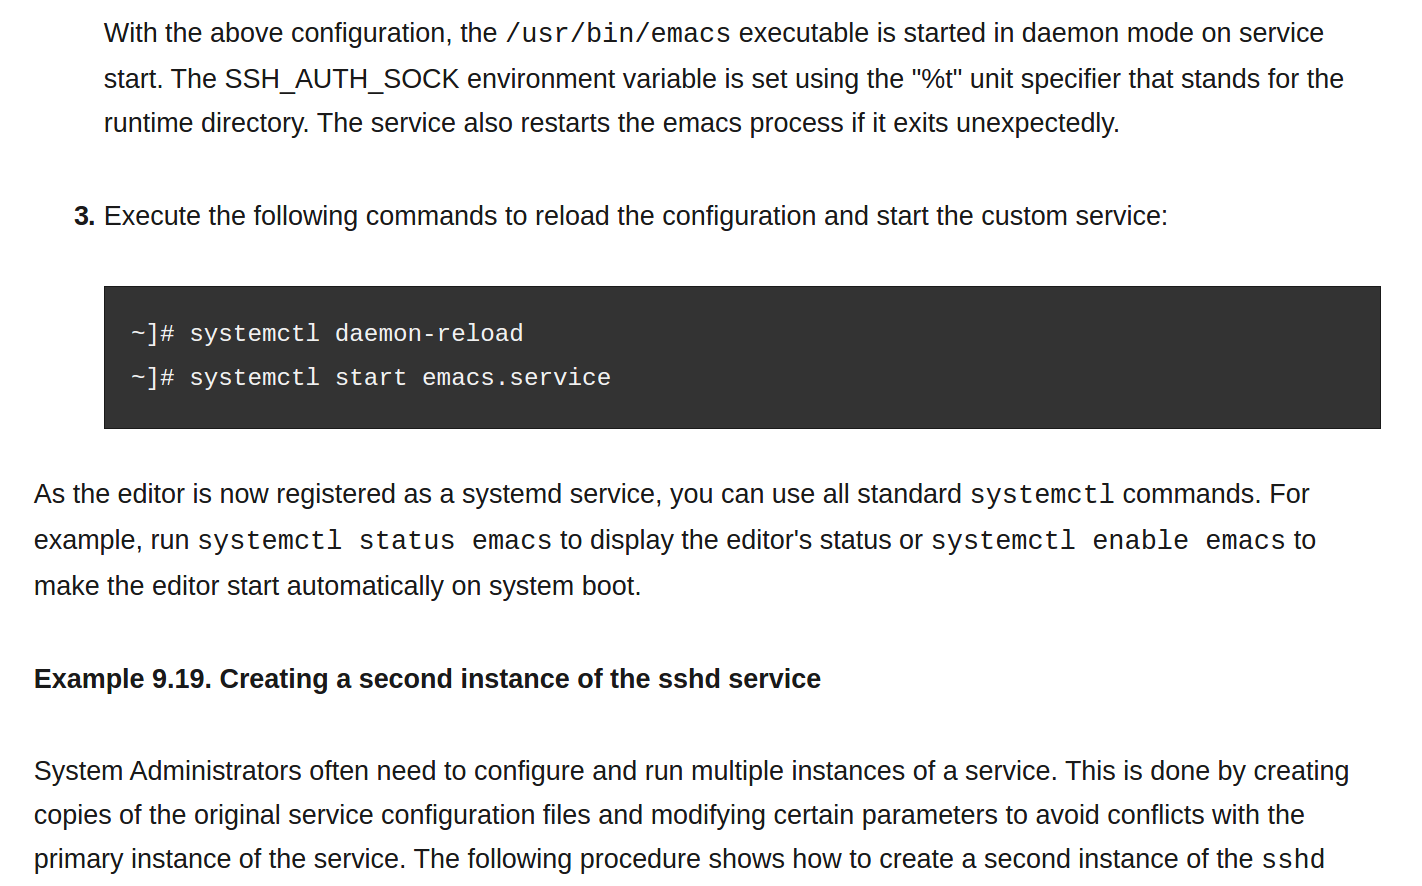 With the above configuration, the /usr/bin/emacs executable is started in daemon mode on service
start. The SSH_AUTH_SOCK environment variable is set using the "%t" unit specifier that stands for the
runtime directory. The service also restarts the emacs process if it exits unexpectedly.
3. Execute the following commands to reload the configuration and start the custom service:
~]# systemctl daemon-reload
~]# systemctl start emacs.service
As the editor is now registered as a systemd service, you can use all standard systemctl commands. For
example, run systemctl status emacs to display the editor's status or systemctl enable emacs to
make the editor start automatically on system boot.
Example 9.19. Creating a second instance of the sshd service
System Administrators often need to configure and run multiple instances of a service. This is done by creating
copies of the original service configuration files and modifying certain parameters to avoid conflicts with the
primary instance of the service. The following procedure shows how to create a second instance of the sshd